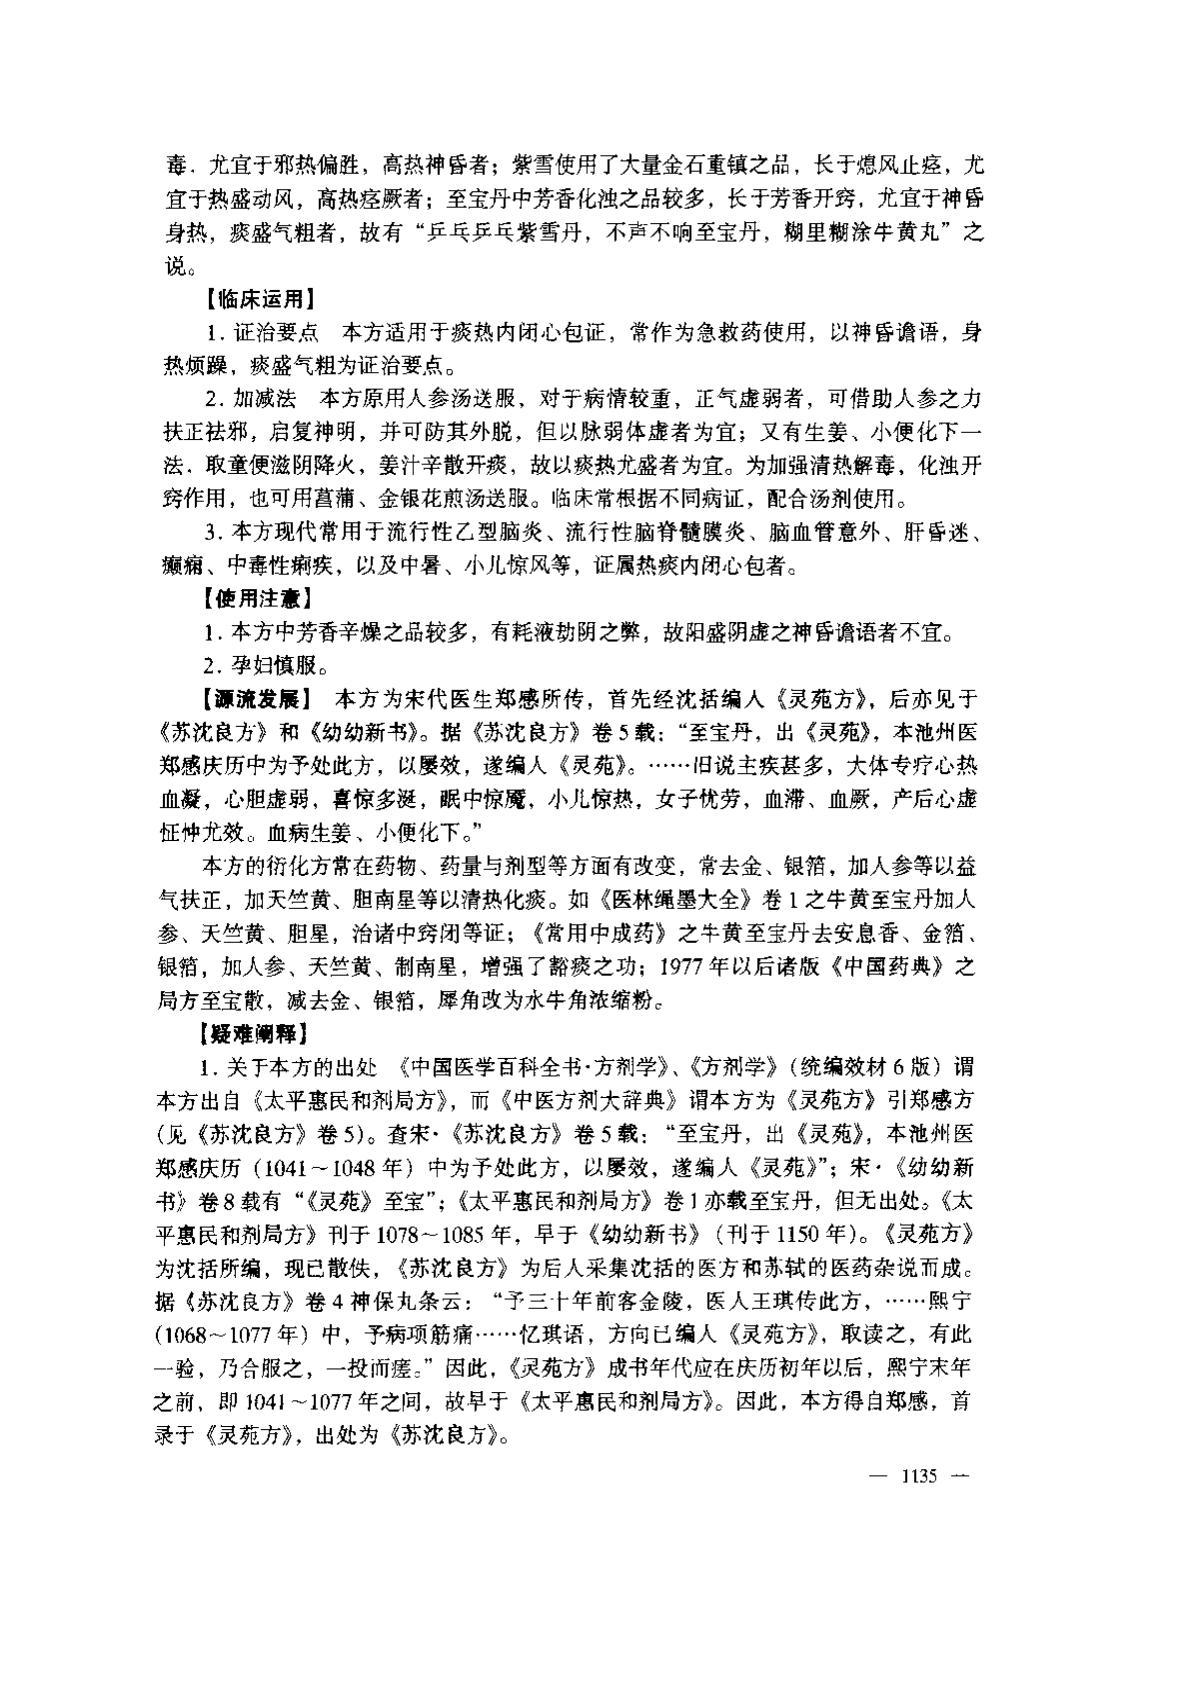 毒．尤宜于邪热偏胜，高热神昏者；紫雪使用了大量金石重镇之品，长于熄风止痉，尤
宜于热盛动风，高热痉厥者；至宝丹中芳香化浊之品较多，长于芳香开窍，尤宜于神昏
身热，痰盛气粗者，故有“乒乓乒乓紫雪丹，不声不响至宝丹，糊里糊涂牛黄丸”之
说。
【临床运用】
1. 证治要点　本方适用于痰热内闭心包证，常作为急救药使用，以神昏谵语，身
热烦躁，痰盛气粗为证治要点。
2. 加减法　本方原用人参汤送服，对于病情较重，正气虚弱者，可借助人参之力
扶正祛邪，启复神明，并可防其外脱，但以脉弱体虚者为宜；又有生姜、小便化下一
法．取童便滋阴降火，姜汁辛散开痰，故以痰热尤盛者为宜。为加强清热解毒，化浊开
窍作用，也可用菖蒲、金银花煎汤送服。临床常根据不同病证，配合汤剂使用。
3. 本方现代常用于流行性乙型脑炎、流行性脑脊髓膜炎、脑血管意外、肝昏迷、
癫痫、中毒性痢疾，以及中暑、小儿惊风等，证属热痰内闭心包者。
【使用注意】
1. 本方中芳香辛燥之品较多，有耗液劫阴之弊，故阳盛阴虚之神昏谵语者不宜。
2. 孕妇慎服。
【源流发展】　本方为宋代医生郑感所传，首先经沈括编人《灵苑方》，后亦见于
《苏沈良方》和《幼幼新书》。据《苏沈良方》卷 5 载：“至宝丹，出《灵苑》，本池州医
郑感庆历中为予处此方，以屡效，遂编人《灵苑》。……旧说主疾甚多，大体专疗心热
血凝，心胆虚弱，喜惊多涎，眠中惊魇，小儿惊热，女子忧劳，血滞、血厥，产后心虚
怔忡尤效。血病生姜、小便化下。”
本方的衍化方常在药物、药量与剂型等方面有改变，常去金、银箔，加人参等以益
气扶正，加天竺黄、胆南星等以清热化痰。如《医林绳墨大全》卷 1 之牛黄至宝丹加人
参、天竺黄、胆星，治诸中窍闭等证；《常用中成药》之牛黄至宝丹去安息香、金箔、
银箔，加人参、天竺黄、制南星，增强了豁痰之功；1977 年以后诸版《中国药典》之
局方至宝散，减去金、银箔，犀角改为水牛角浓缩粉。
【疑难阐释】
1. 关于本方的出处　《中国医学百科全书·方剂学》、《方剂学》（统编效材 6 版）谓
本方出自《太平惠民和剂局方》，而《中医方剂大辞典》谓本方为《灵苑方》引郑感方
（见《苏沈良方》卷 5）。查宋·《苏沈良方》卷 5 载：“至宝丹，出《灵苑》，本池州医
郑感庆历（1041～1048 年）中为予处此方，以屡效，遂编人《灵苑》”；宋·《幼幼新
书》卷 8 载有“《灵苑》至宝”；《太平惠民和剂局方》卷 1 亦载至宝丹，但无出处。《太
平惠民和剂局方》刊于 1078～1085 年，早于《幼幼新书》（刊于 1150 年）。《灵苑方》
为沈括所编，现已散佚，《苏沈良方》为后人采集沈括的医方和苏轼的医药杂说而成。
据《苏沈良方》卷 4 神保丸条云：“予三十年前客金陵，医人王琪传此方，……熙宁
（1068～1077 年）中，予病项筋痛……忆琪语，方向已编人《灵苑方》，取读之，有此
一验，乃合服之，一投而瘥。”因此，《灵苑方》成书年代应在庆历初年以后，熙宁末年
之前，即 1041～1077 年之间，故早于《太平惠民和剂局方》。因此，本方得自郑感，首
录于《灵苑方》，出处为《苏沈良方》。
— 1135 —